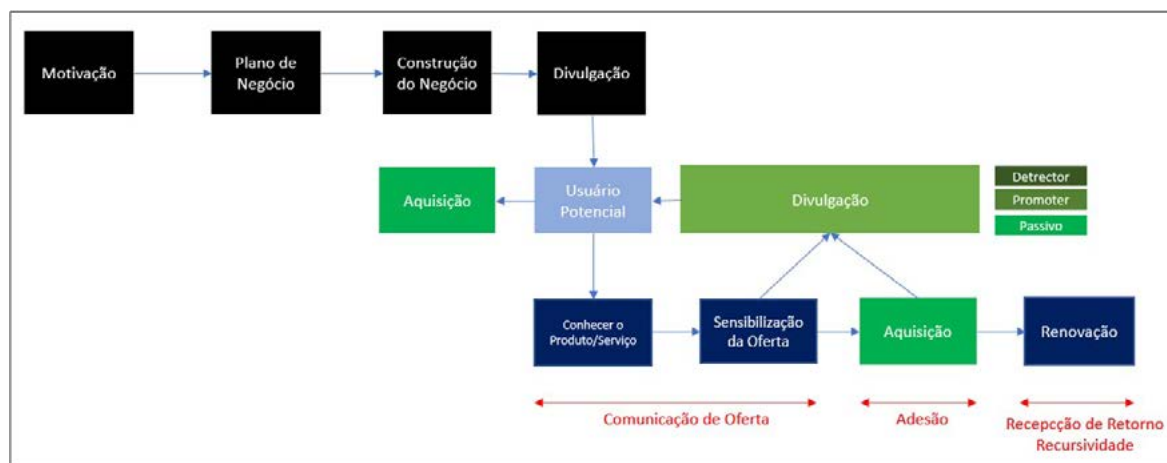 Motivação
Plano de
Negócio
Construção
do Negócio
Divulgação
Aquisição
Usuário
Potencial
Divulgação
Detrector
Promoter
Passivo
Conhecer o
Produto/Serviço
Sensibilização
da Oferta
Aquisição
Renovação
Comunicação de Oferta
Adesão
Recepcção de Retorno
Recursividade